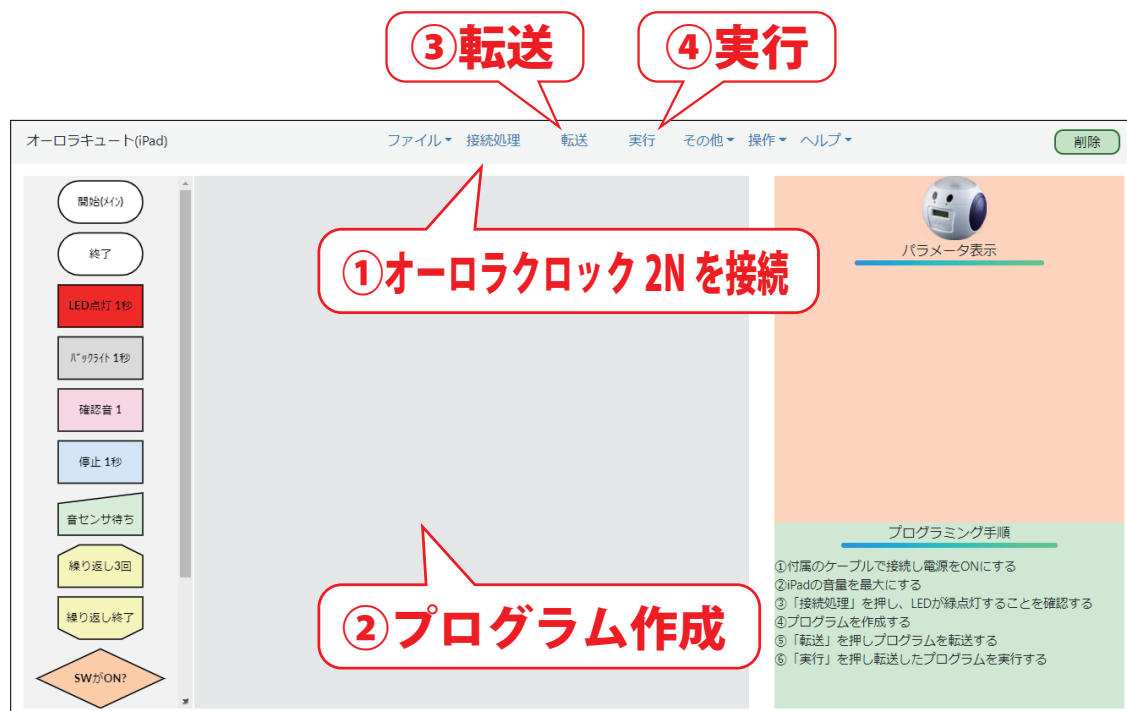 ③転送
④実行
オーロラキュート(iPad)
ファイル 接続処理 転送 実行 その他 操作 ヘルプ
削除
①オーロラクロック 2N を接続
②プログラム作成
開始(ﾒｲﾝ)
終了
LED点灯 1秒
ﾊﾞｯｸﾗｲﾄ 1秒
確認音 1
停止 1秒
音センサ待ち
繰り返し3回
繰り返し終了
SWがON?
パラメータ表示
プログラミング手順
①付属のケーブルで接続し電源をONにする
②iPadの音量を最大にする
③「接続処理」を押し、LEDが緑点灯することを確認する
④プログラムを作成する
⑤「転送」を押しプログラムを転送する
⑥「実行」を押し転送したプログラムを実行する